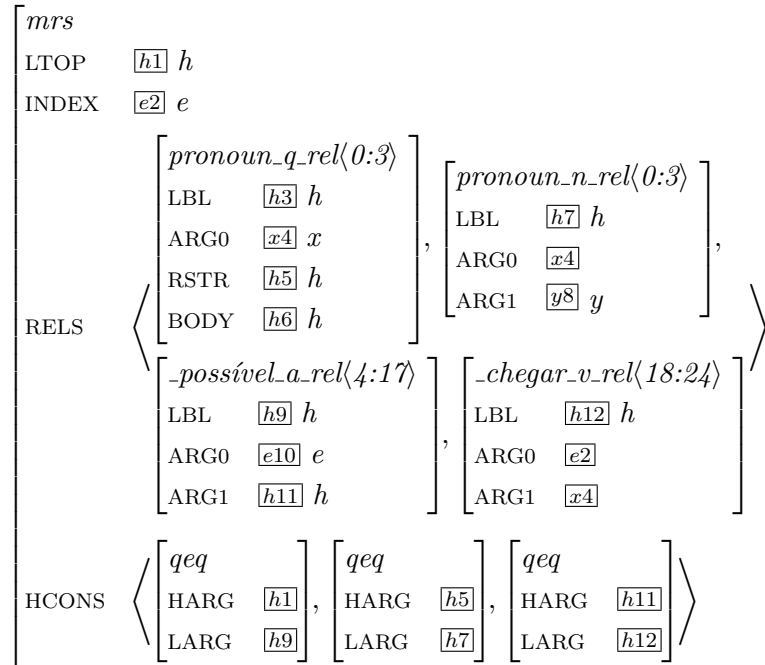 mrs
LTOP h1 h
INDEX e2 e
RELS ⟨ [pronoun_q_rel⟨0:3⟩
LBL h3 h
ARG0 x4 x
RSTR h5 h
BODY h6 h],
[pronoun_n_rel⟨0:3⟩
LBL h7 h
ARG0 x4
ARG1 y8 y],
[_possível_a_rel⟨4:17⟩
LBL h9 h
ARG0 e10 e
ARG1 h11 h],
[_chegar_v_rel⟨18:24⟩
LBL h12 h
ARG0 e2
ARG1 x4] ⟩
HCONS ⟨ [qeq
HARG h1
LARG h9],
[qeq
HARG h5
LARG h7],
[qeq
HARG h11
LARG h12] ⟩